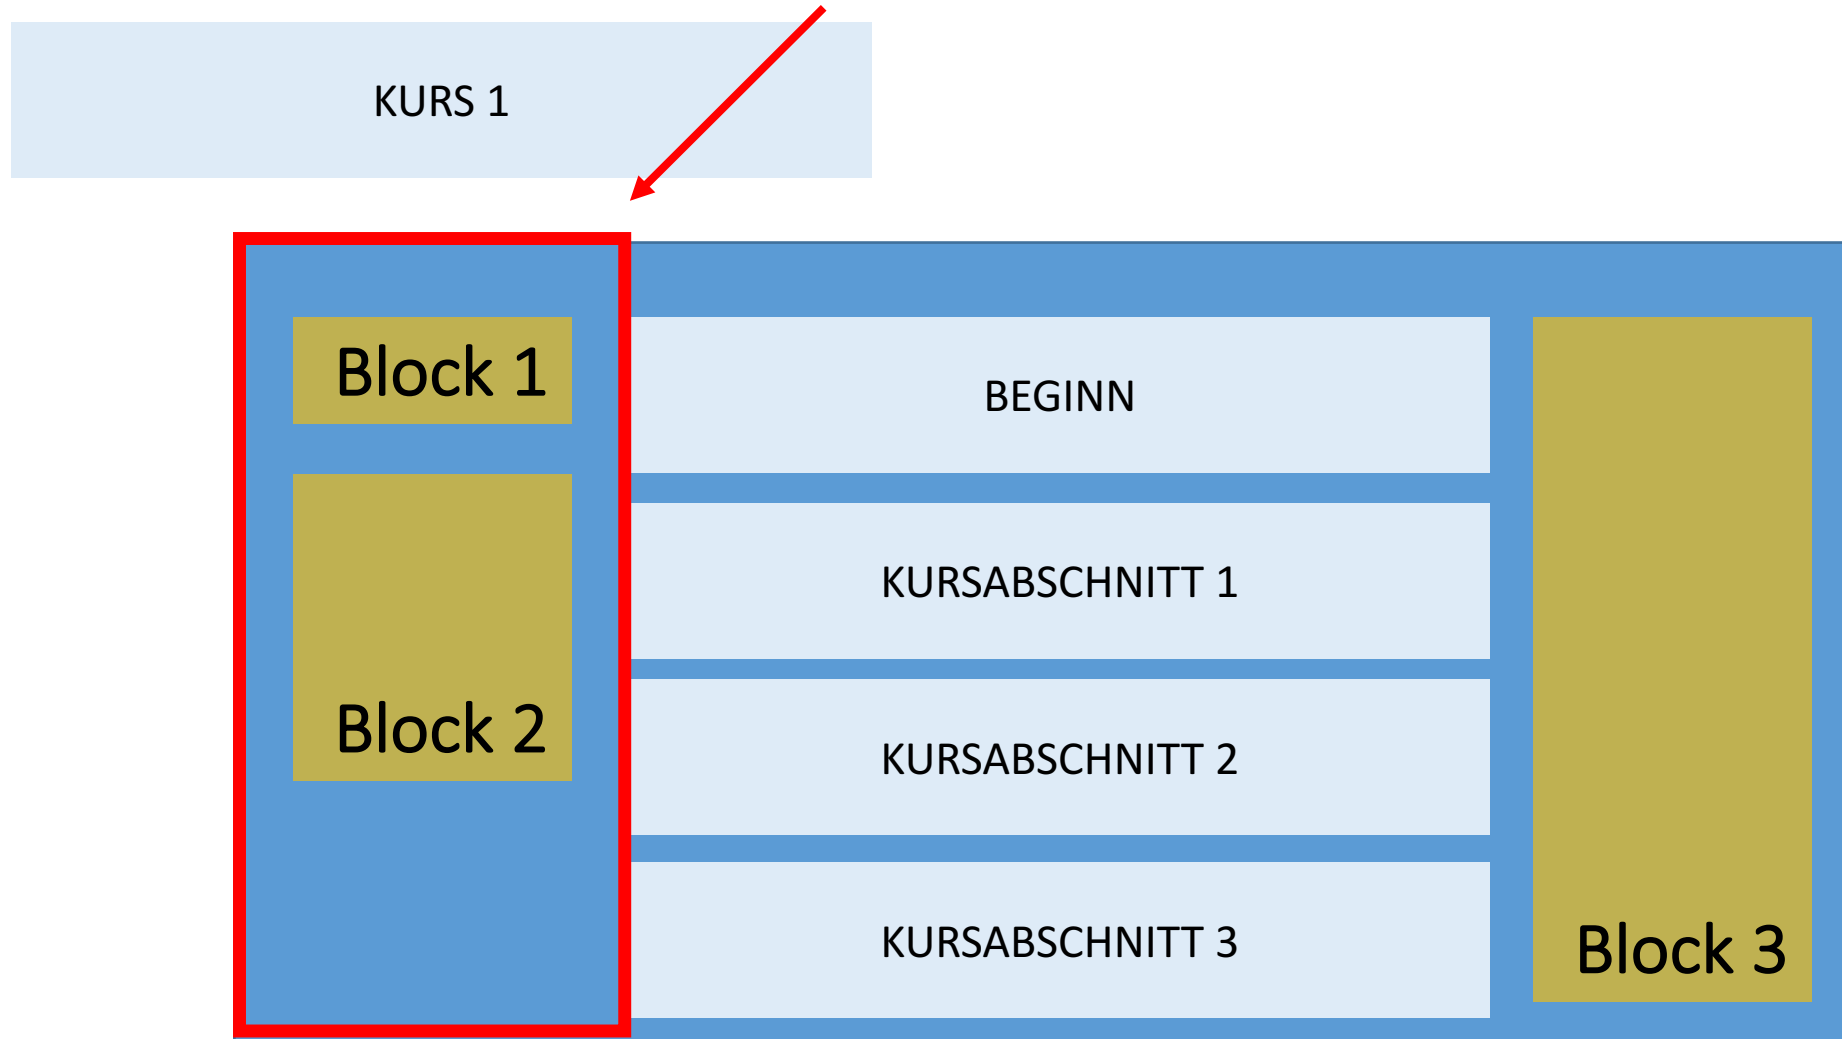 KURS 1
Block 1
Block 2
BEGINN
KURSABSCHNITT 1
KURSABSCHNITT 2
KURSABSCHNITT 3
Block 3